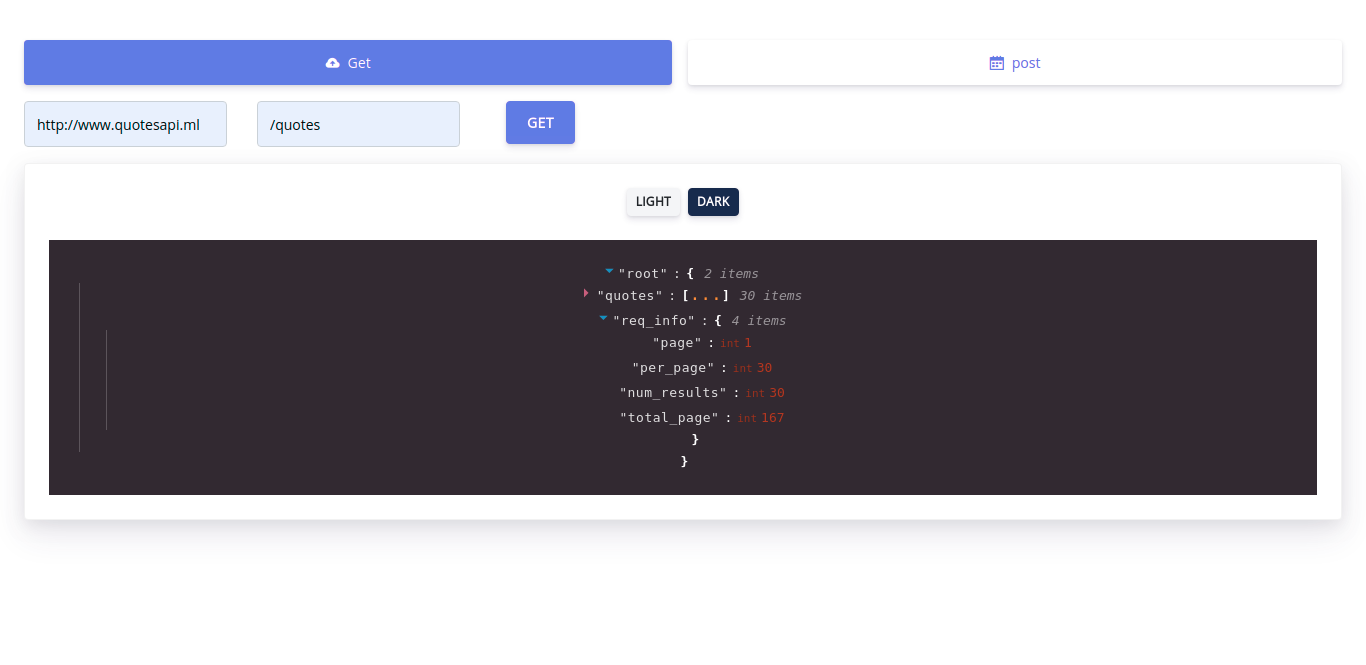 Get
post
http://www.quotesapi.ml
/quotes
GET
LIGHT
DARK
"root" : { 2 items
"quotes" : [...] 30 items
"req_info" : { 4 items
"page" : int 1
"per_page" : int 30
"num_results" : int 30
"total_page" : int 167
}
}